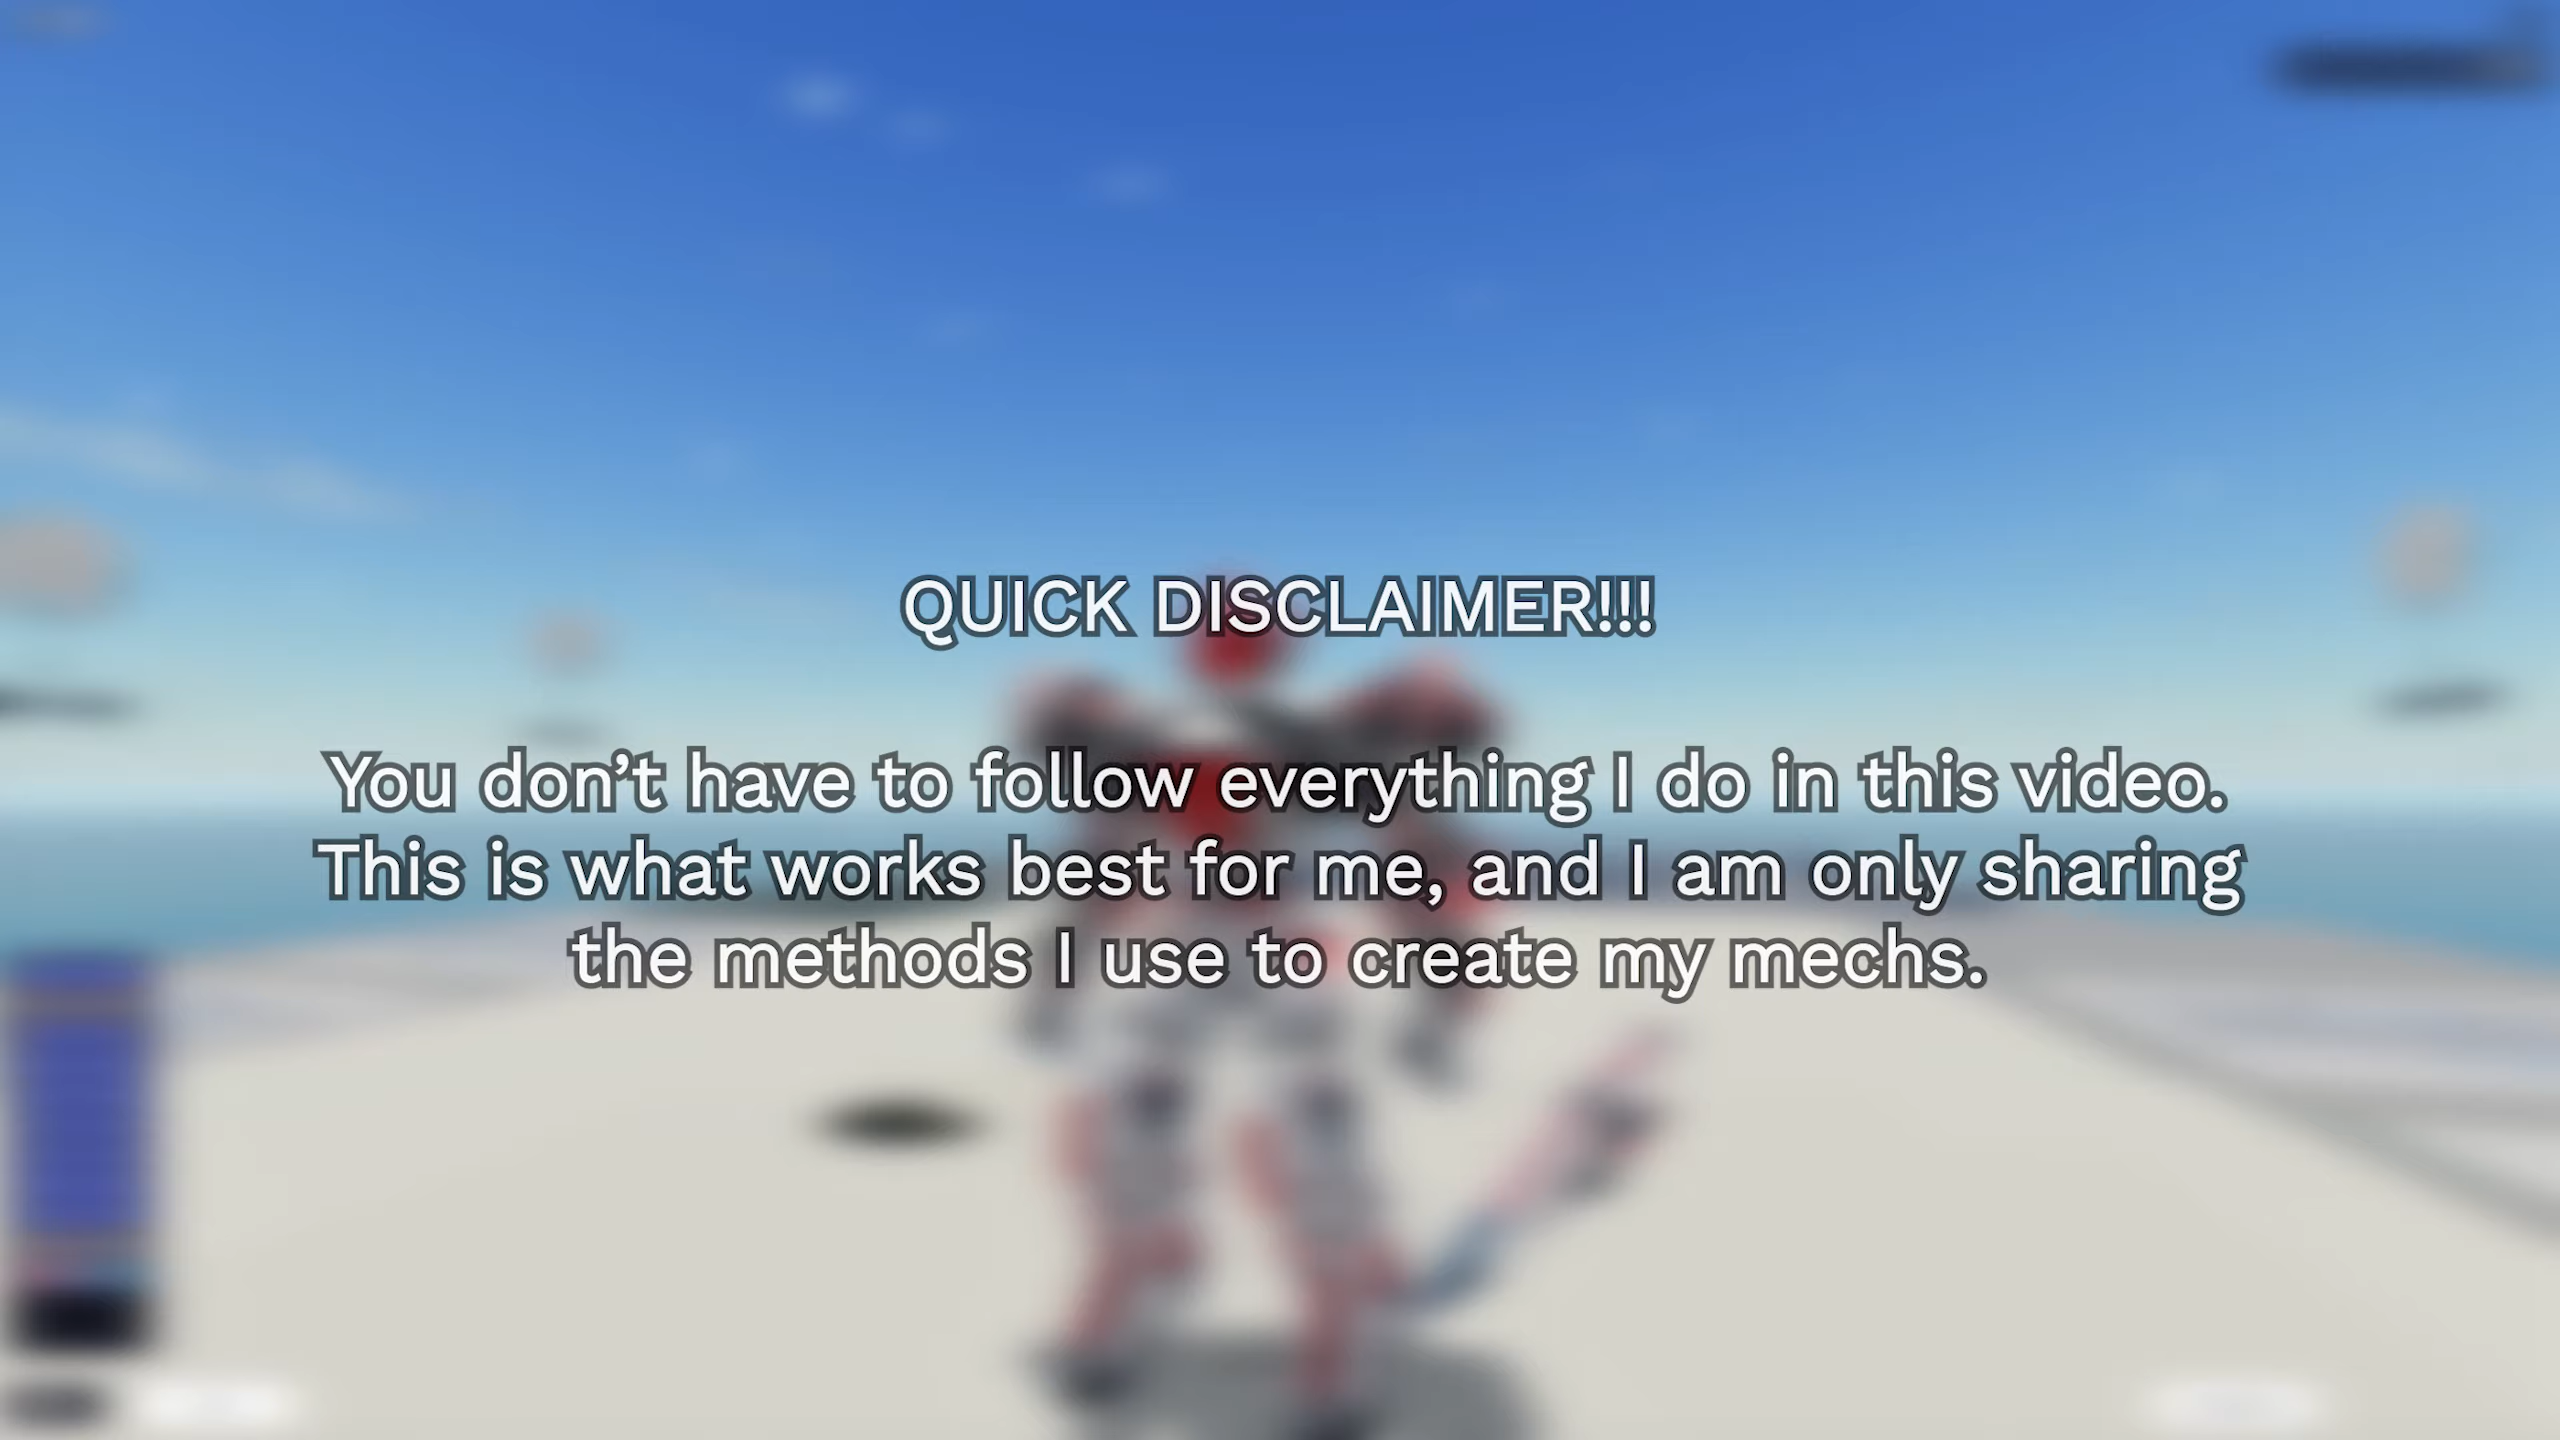 QUICK DISCLAIMER!!!
You don’t have to follow everything I do in this video.
This is what works best for me, and I am only sharing
the methods I use to create my mechs.